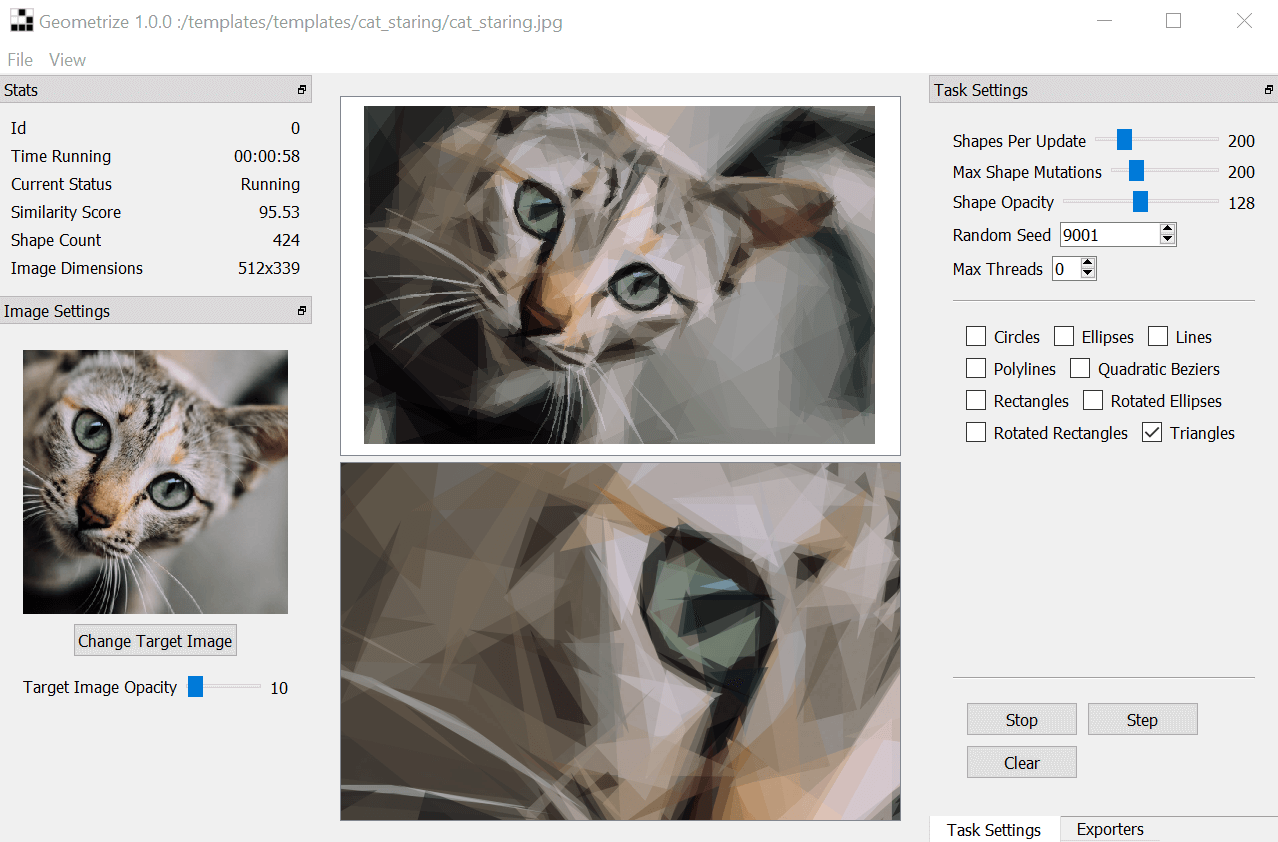 Geometrize 1.0.0 :/templates/templates/cat_staring/cat_staring.jpg
File View
Stats
Id 0
Time Running 00:00:58
Current Status Running
Similarity Score 95.53
Shape Count 424
Image Dimensions 512x339
Image Settings
Change Target Image
Target Image Opacity 10
Task Settings
Shapes Per Update 200
Max Shape Mutations 200
Shape Opacity 128
Random Seed 9001
Max Threads 0
Circles Ellipses Lines
Polylines Quadratic Beziers
Rectangles Rotated Ellipses
Rotated Rectangles Triangles
Stop Step
Clear
Task Settings Exporters